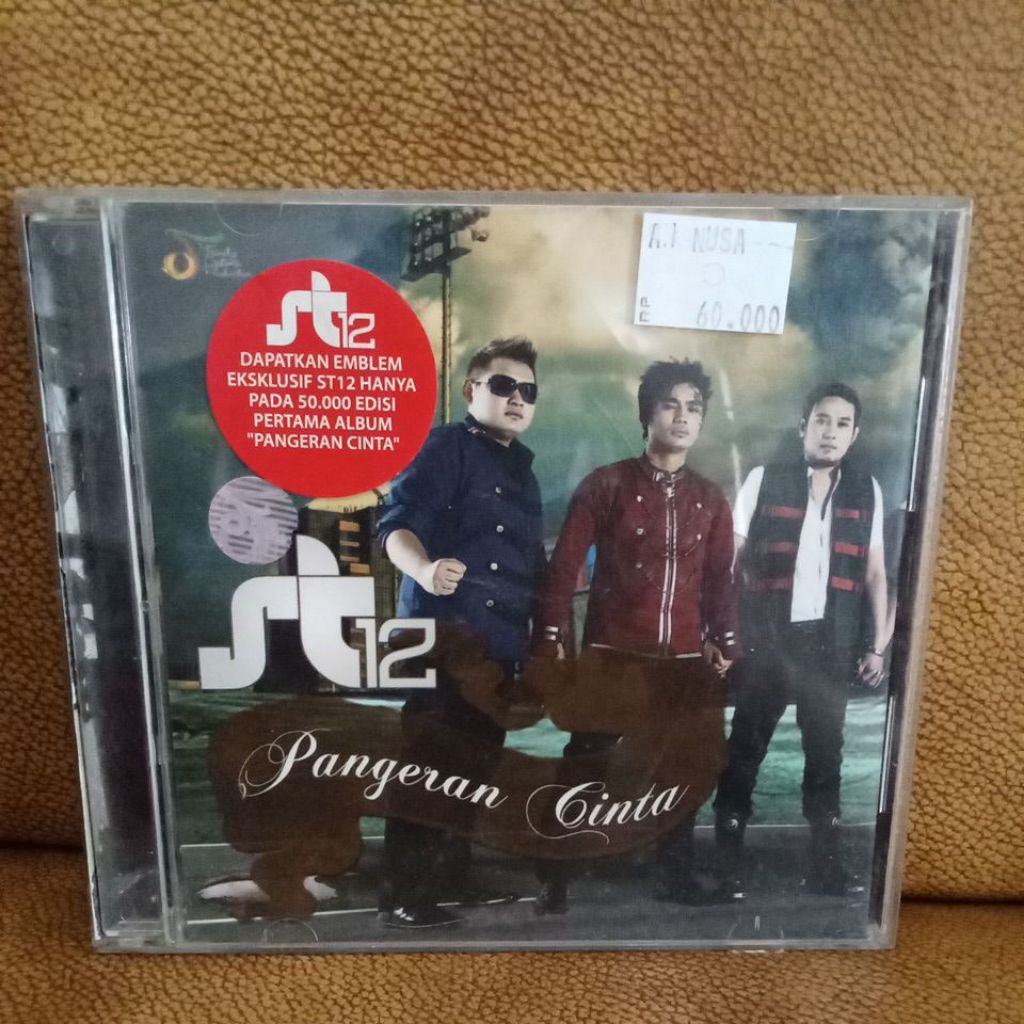 A.J NUSA
RP 60.000
st12
DAPATKAN EMBLEM
EKSKLUSIF ST12 HANYA
PADA 50.000 EDISI
PERTAMA ALBUM
"PANGERAN CINTA"
st12
Pangeran Cinta